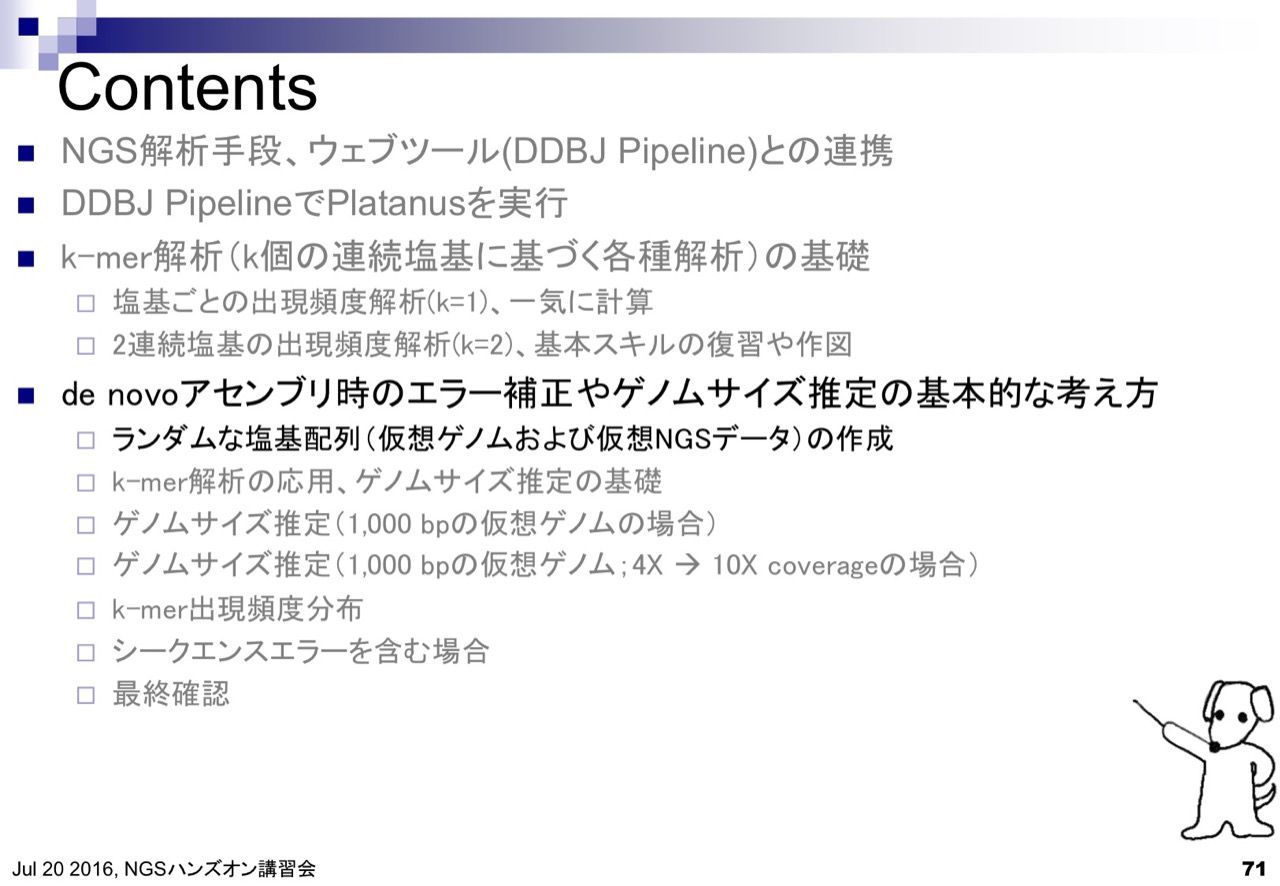 Contents
NGS解析手段、ウェブツール(DDBJ Pipeline)との連携
DDBJ PipelineでPlatanusを実行
k-mer解析（k個の連続塩基に基づく各種解析）の基礎
塩基ごとの出現頻度解析(k=1)、一気に計算
2連続塩基の出現頻度解析(k=2)、基本スキルの復習や作図
de novoアセンブリ時のエラー補正やゲノムサイズ推定の基本的な考え方
ランダムな塩基配列（仮想ゲノムおよび仮想NGSデータ）の作成
k-mer解析の応用、ゲノムサイズ推定の基礎
ゲノムサイズ推定（1,000 bpの仮想ゲノムの場合）
ゲノムサイズ推定（1,000 bpの仮想ゲノム；4X → 10X coverageの場合）
k-mer出現頻度分布
シークエンスエラーを含む場合
最終確認
Jul 20 2016, NGSハンズオン講習会
71